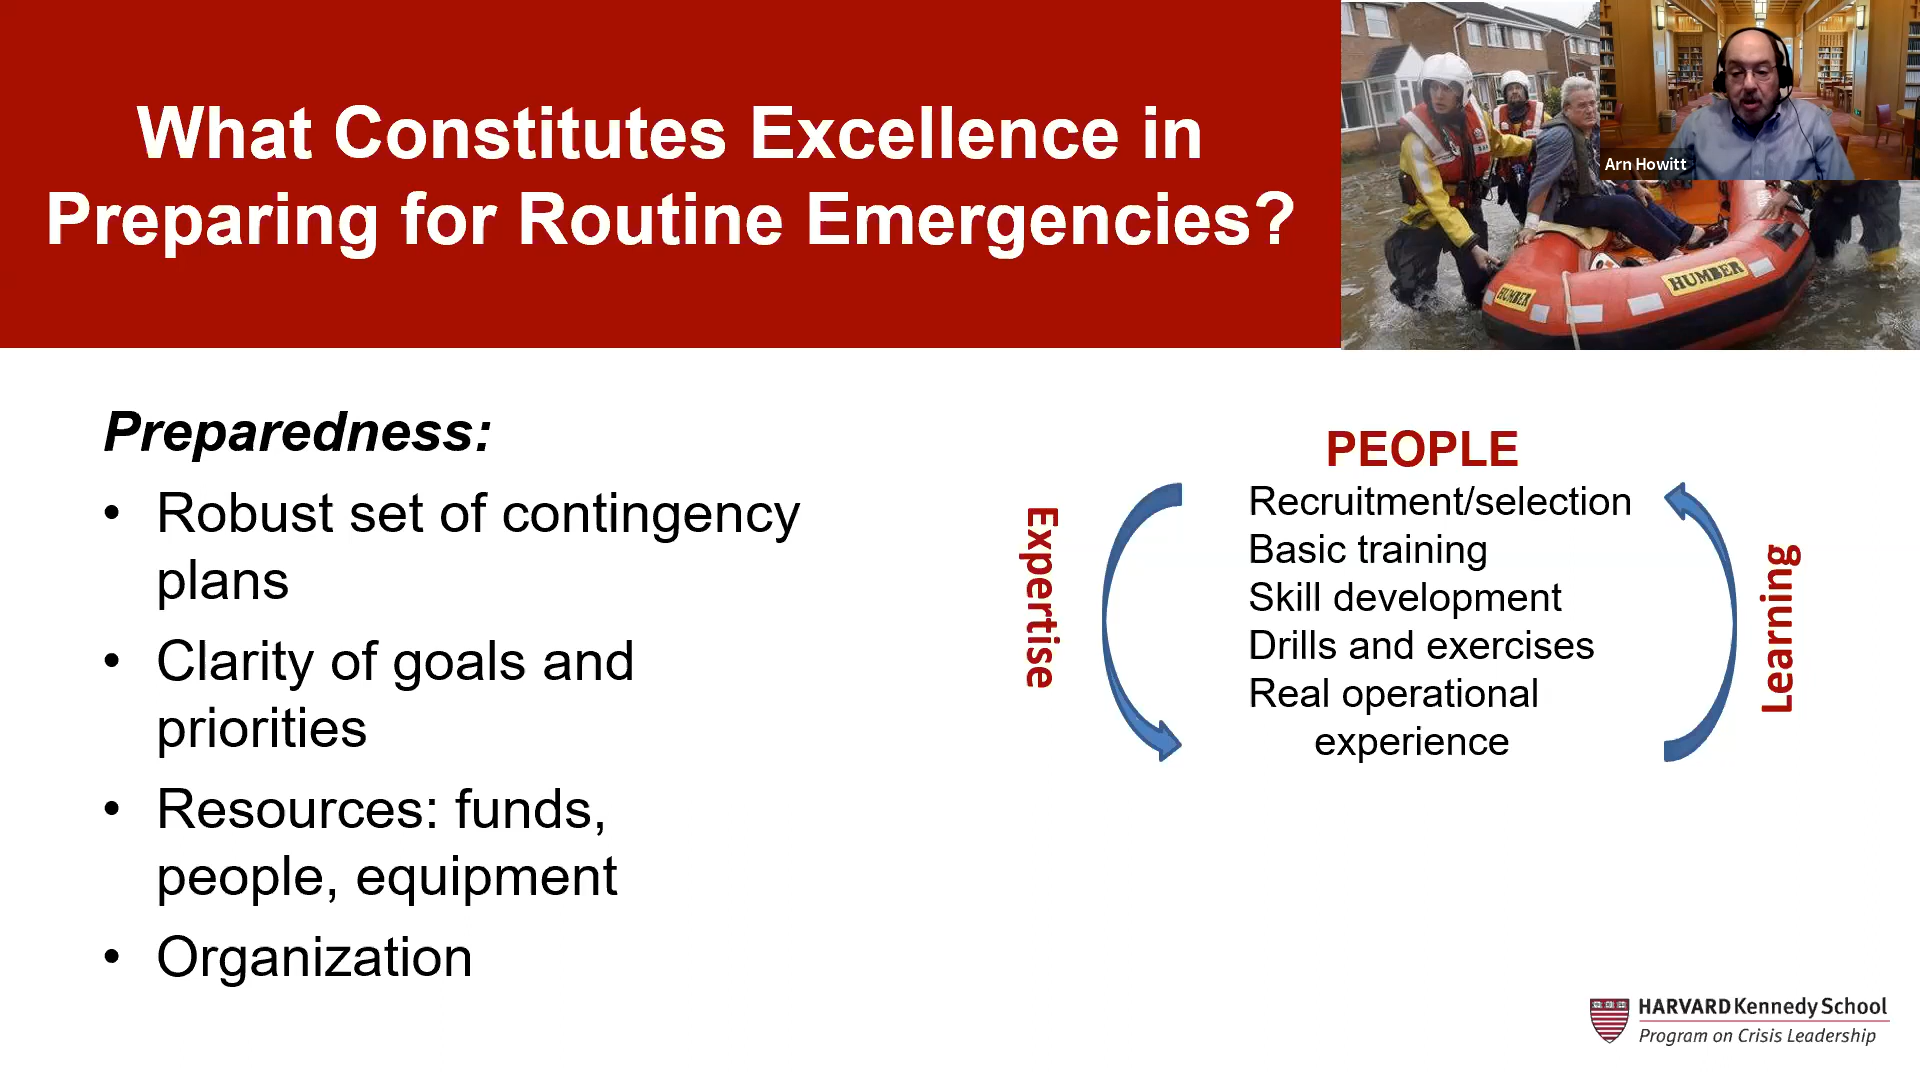 What Constitutes Excellence in
Preparing for Routine Emergencies?
Arn Howitt
HUMBER
HUMBER
Preparedness:
• Robust set of contingency
plans
• Clarity of goals and
priorities
• Resources: funds,
people, equipment
• Organization
Expertise
PEOPLE
Recruitment/selection
Basic training
Skill development
Drills and exercises
Real operational
experience
Learning
HARVARD Kennedy School
Program on Crisis Leadership